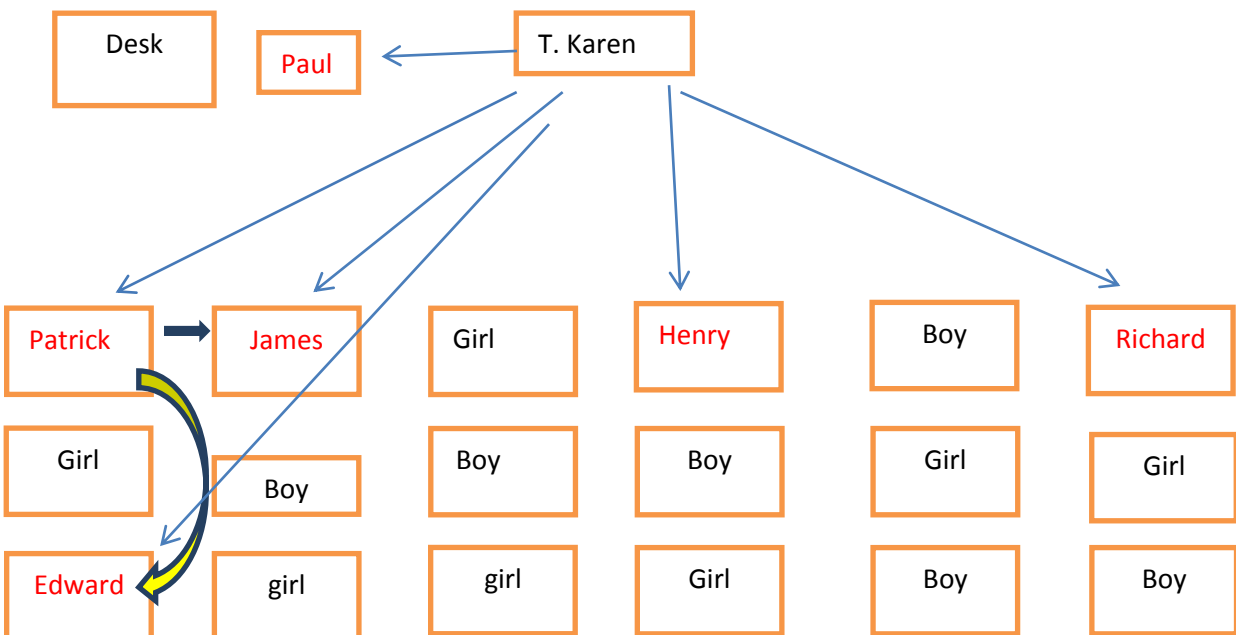 Desk
Paul
T. Karen
Patrick
James
Girl
Henry
Boy
Richard
Girl
Boy
Boy
Boy
Girl
Girl
Edward
girl
girl
Girl
Boy
Boy